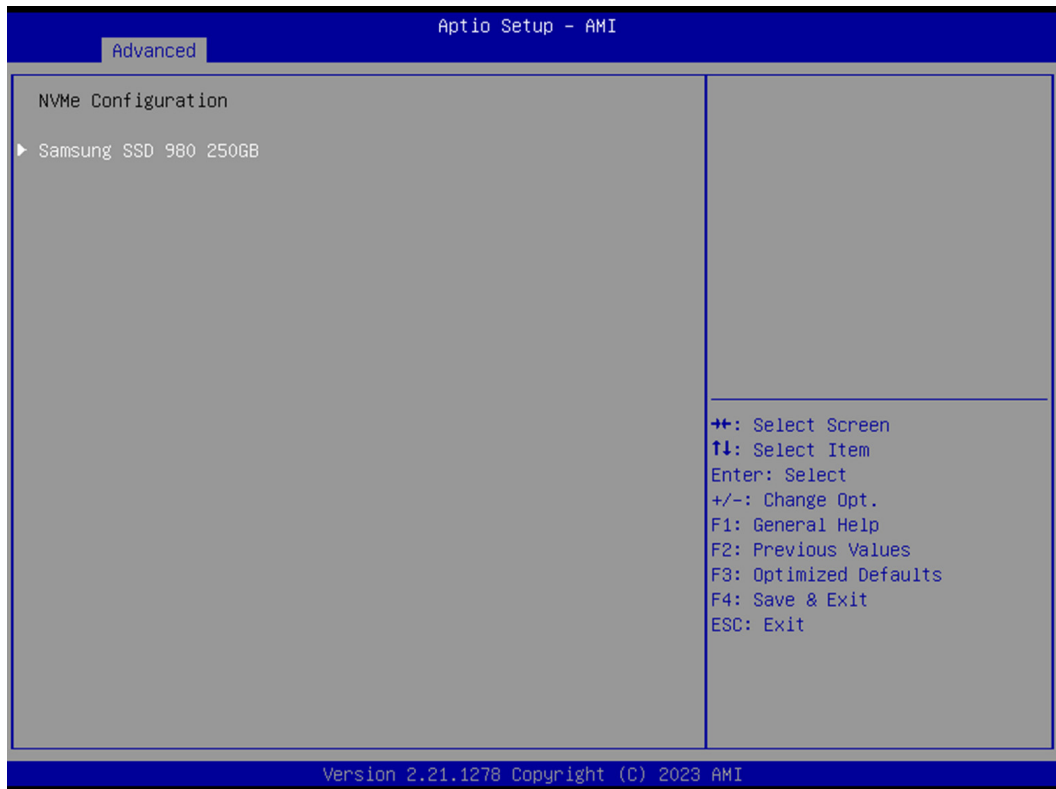 Aptio Setup – AMI
Advanced
NVMe Configuration
▶ Samsung SSD 980 250GB
→←: Select Screen
↑↓: Select Item
Enter: Select
+/-: Change Opt.
F1: General Help
F2: Previous Values
F3: Optimized Defaults
F4: Save & Exit
ESC: Exit
Version 2.21.1278 Copyright (C) 2023 AMI